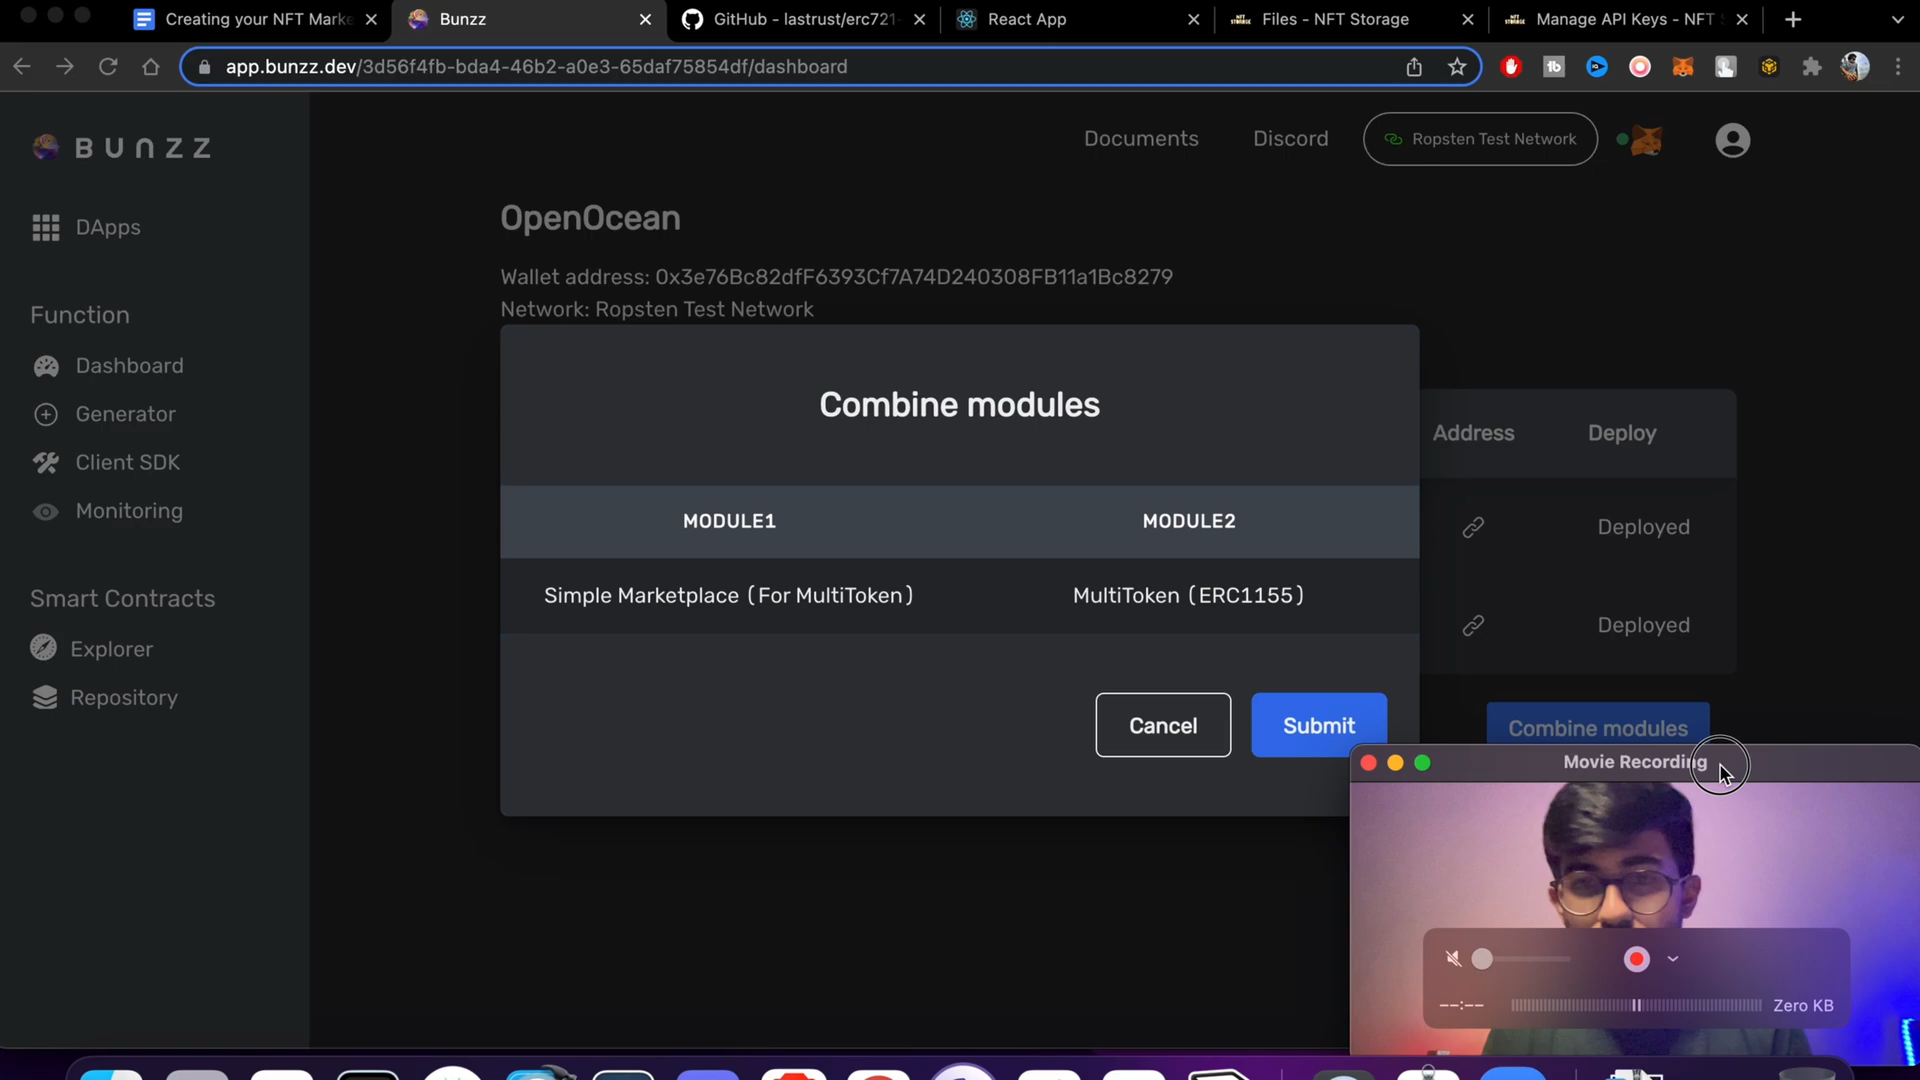 Creating your NFT Marke
Bunzz
GitHub - lastrust/erc721-
React App
Files - NFT Storage
Manage API Keys - NFT
app.bunzz.dev/3d56f4fb-bda4-46b2-a0e3-65daf75854df/dashboard
BUNZZ
Documents
Discord
Ropsten Test Network
DApps
OpenOcean
Wallet address: 0x3e76Bc82dfF6393Cf7A74D240308FB11a1Bc8279
Network: Ropsten Test Network
Function
Dashboard
Generator
Client SDK
Monitoring
Smart Contracts
Explorer
Repository
Combine modules
MODULE1
MODULE2
Simple Marketplace (For MultiToken)
MultiToken (ERC1155)
Cancel
Submit
Address
Deploy
Deployed
Deployed
Combine modules
Movie Recording
--:--
Zero KB